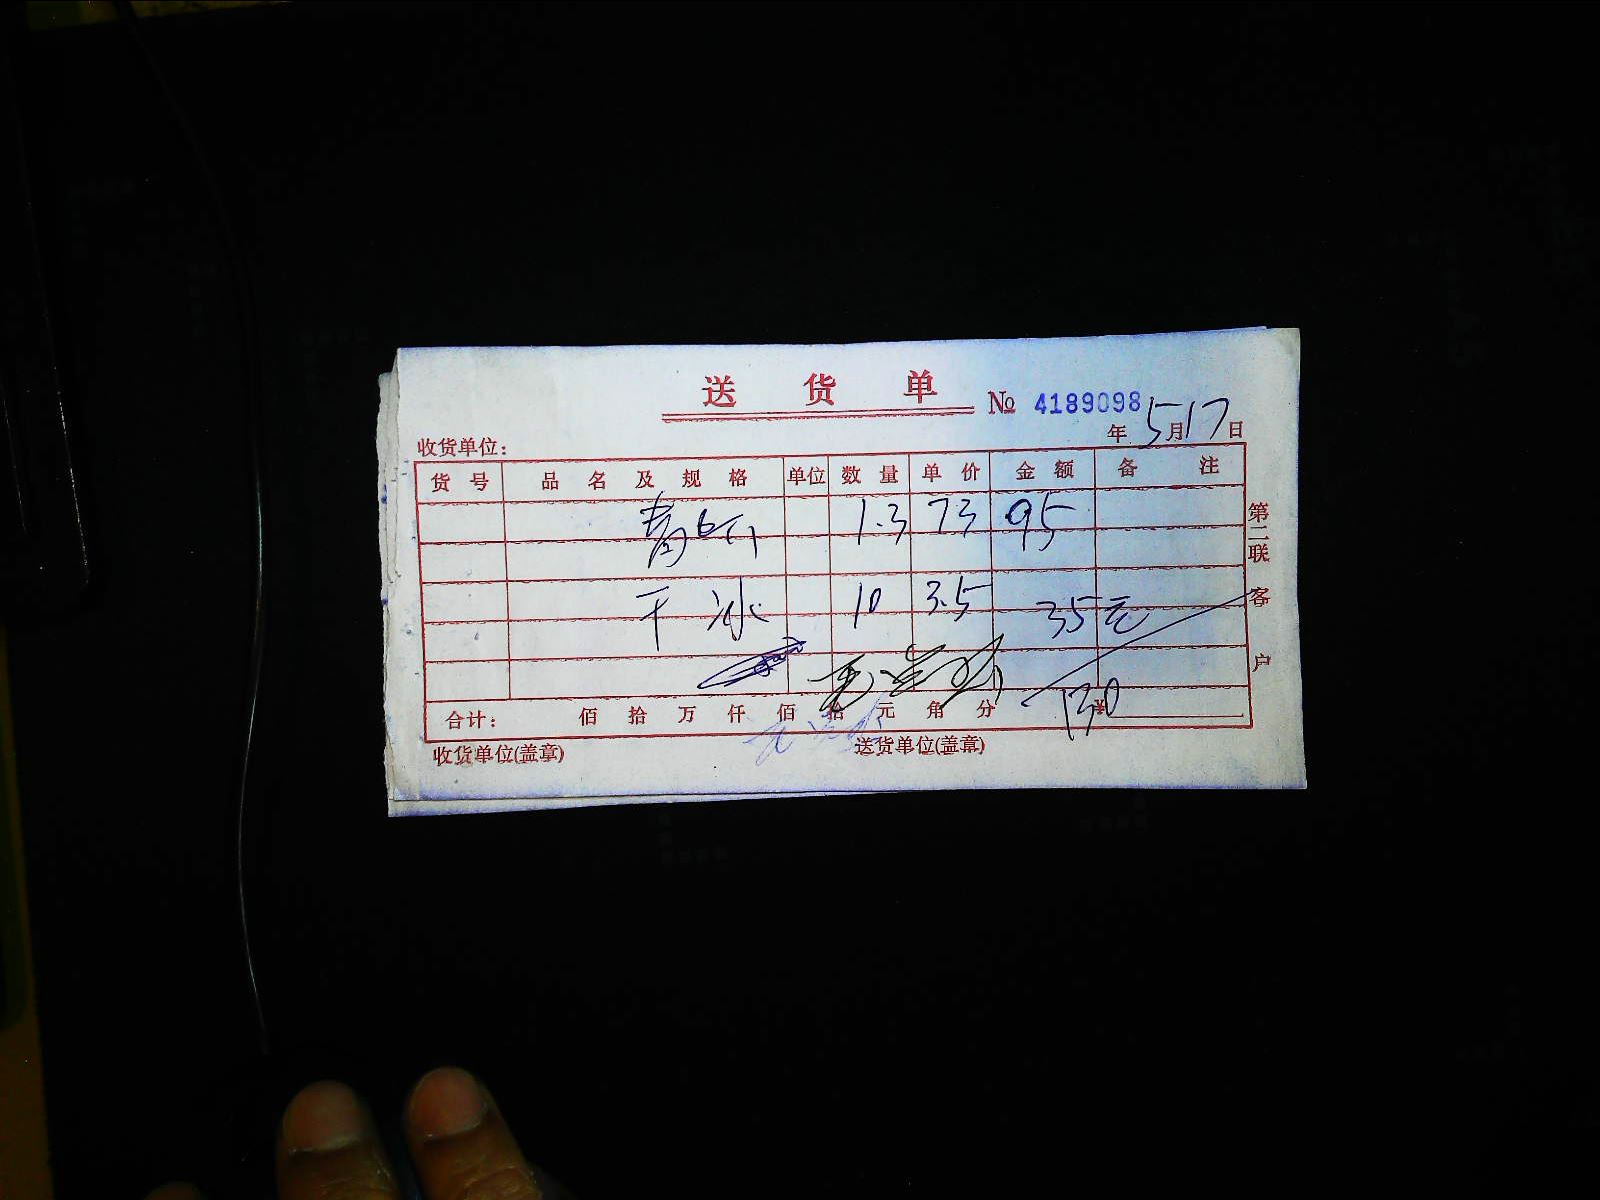 送 货 单 № 4189098
年 5 月 17 日
收货单位：
货 号 品 名 及 规 格 单位 数 量 单 价 金 额 备 注
1.3 73 95
干 冰 10 3.5 35元
合计： 佰 拾 万 仟 佰 拾 元 角 分 ¥ 130
收货单位(盖章) 送货单位(盖章)
第二联 客户